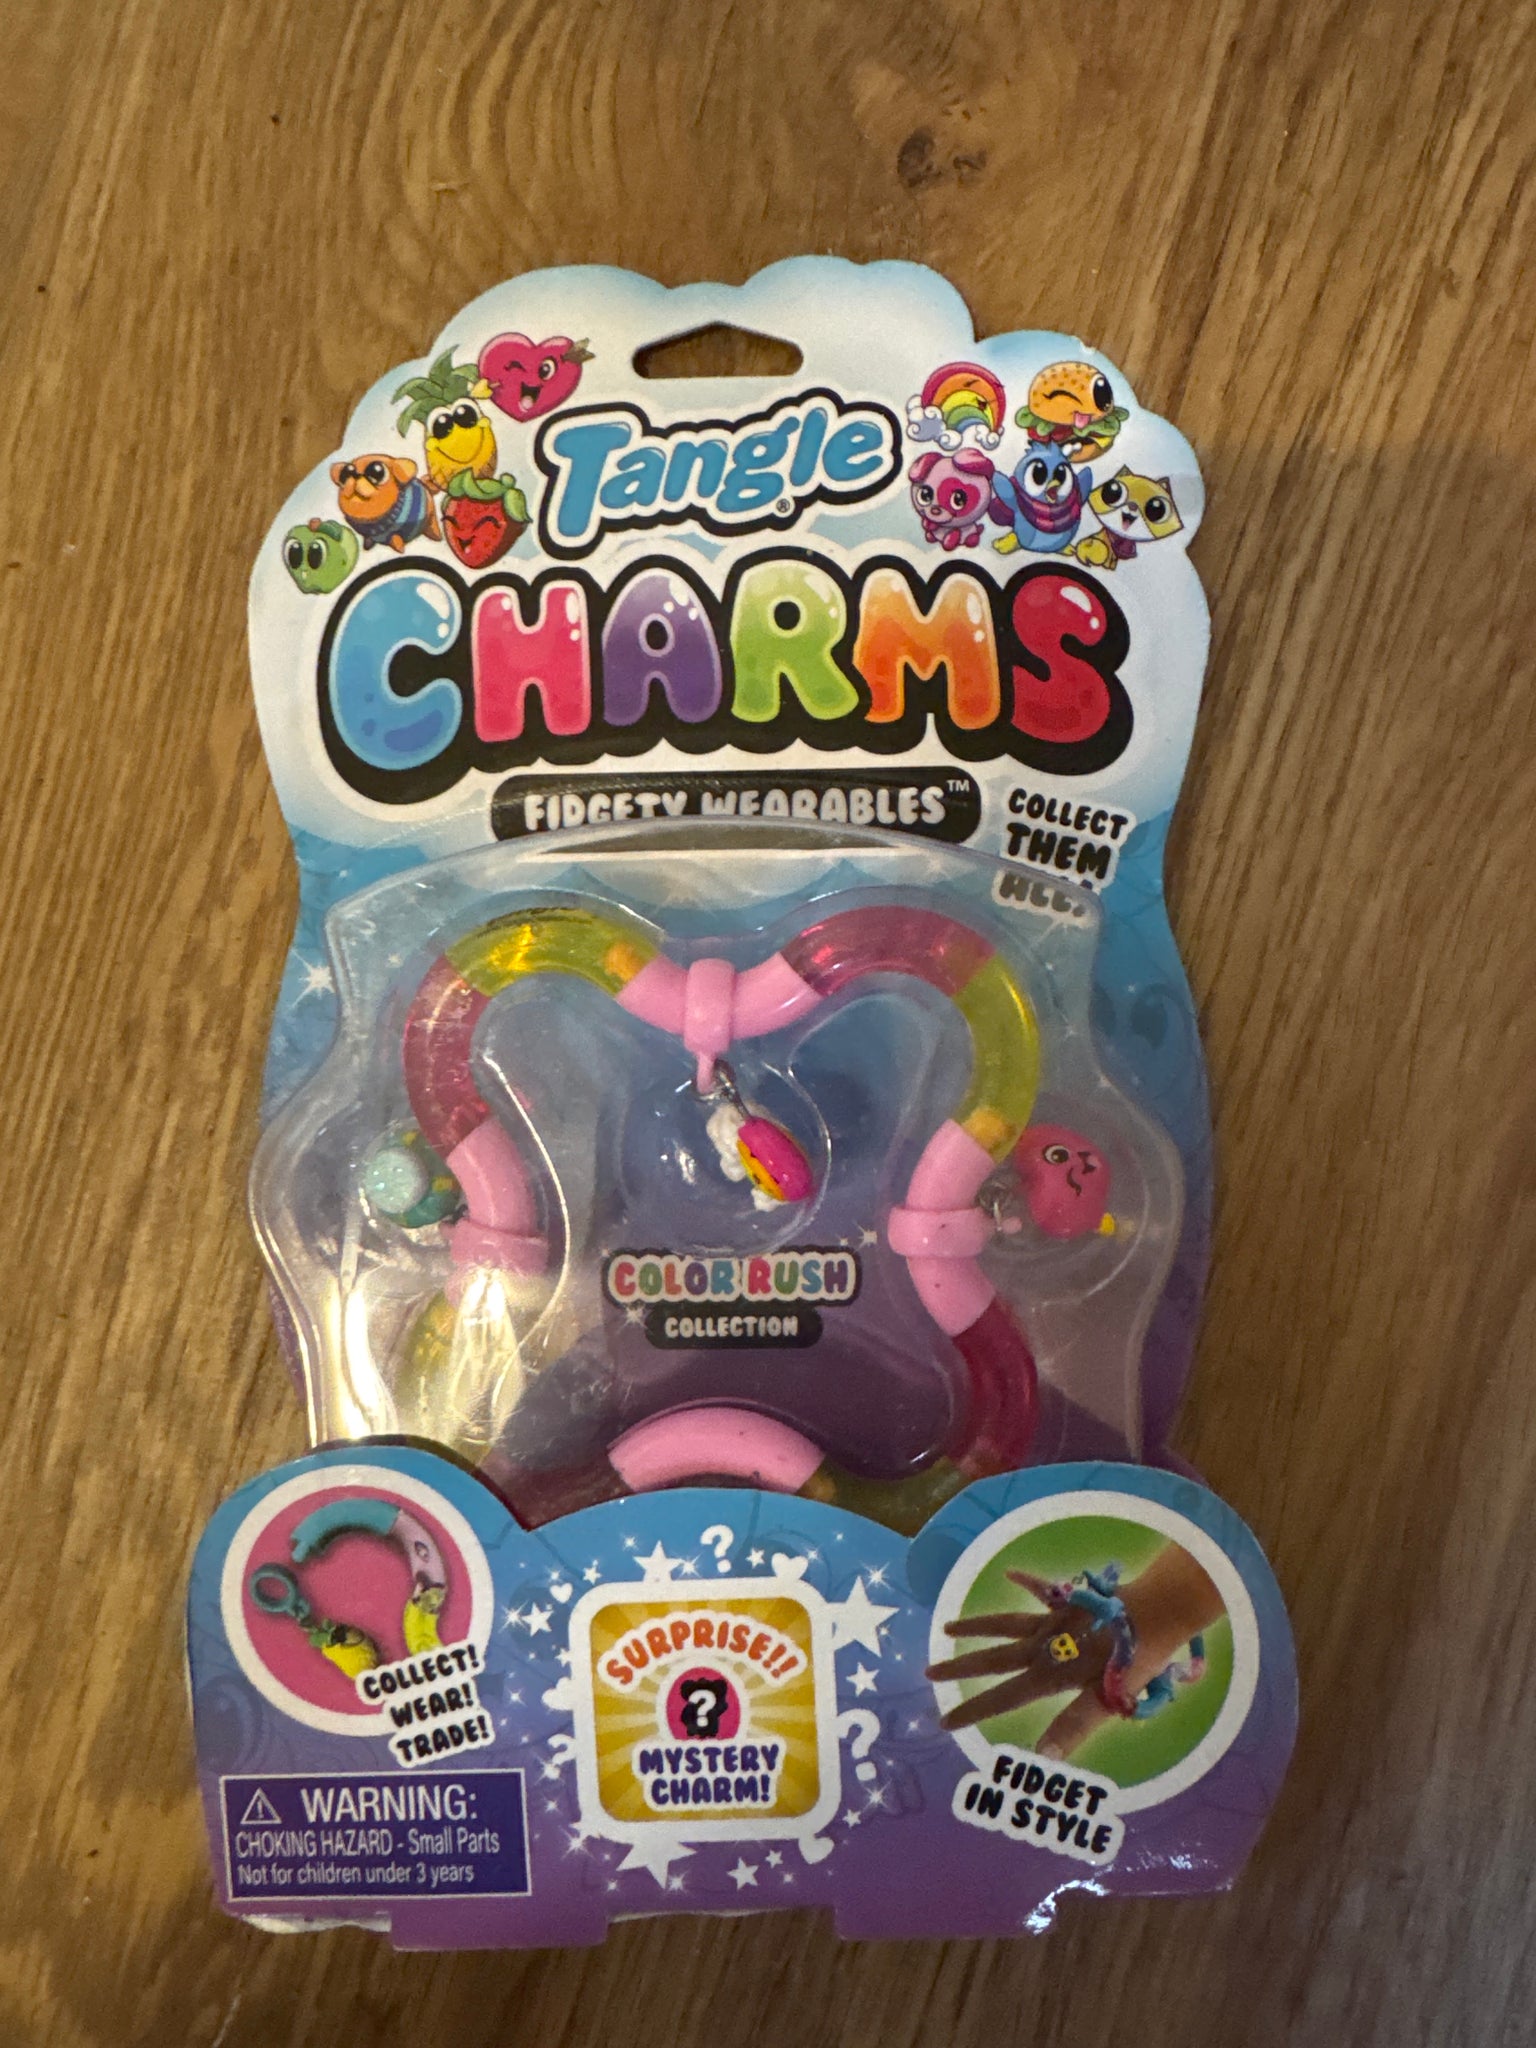 Tangle®
CHARMS
FIDGETY WEARABLES™
COLLECT
THEM
ALL!
COLOR RUSH
COLLECTION
COLLECT!
WEAR!
TRADE!
SURPRISE!!
?
MYSTERY
CHARM!
FIDGET
IN STYLE
⚠ WARNING:
CHOKING HAZARD - Small Parts
Not for children under 3 years